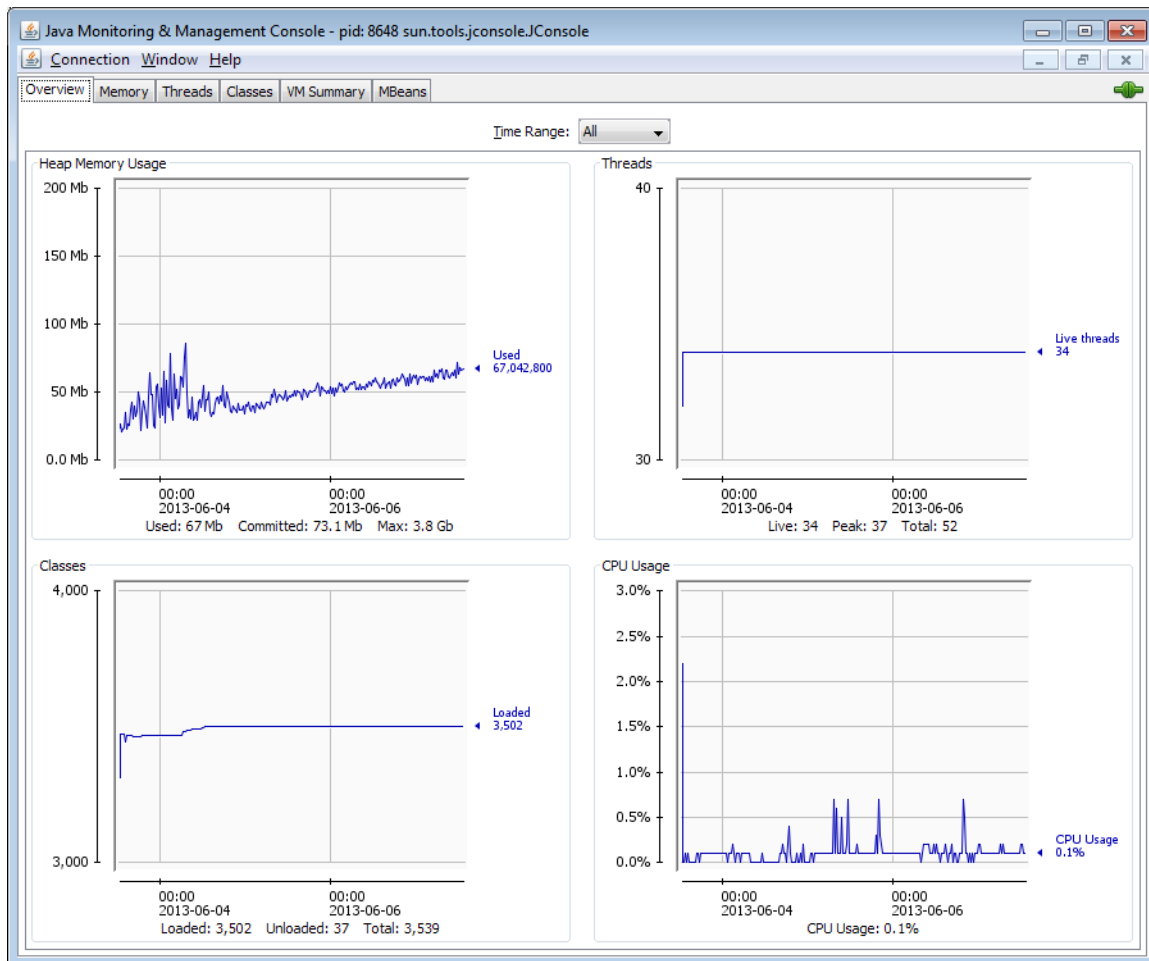 Java Monitoring & Management Console - pid: 8648 sun.tools.jconsole.JConsole
Connection Window Help
Overview Memory Threads Classes VM Summary MBeans
Time Range: All
Heap Memory Usage
200 Mb
150 Mb
100 Mb
50 Mb
0.0 Mb
Used
67,042,800
00:00
2013-06-04
00:00
2013-06-06
Used: 67 Mb Committed: 73.1 Mb Max: 3.8 Gb
Threads
40
30
Live threads
34
00:00
2013-06-04
00:00
2013-06-06
Live: 34 Peak: 37 Total: 52
Classes
4,000
3,000
Loaded
3,502
00:00
2013-06-04
00:00
2013-06-06
Loaded: 3,502 Unloaded: 37 Total: 3,539
CPU Usage
3.0%
2.5%
2.0%
1.5%
1.0%
0.5%
0.0%
CPU Usage
0.1%
00:00
2013-06-04
00:00
2013-06-06
CPU Usage: 0.1%